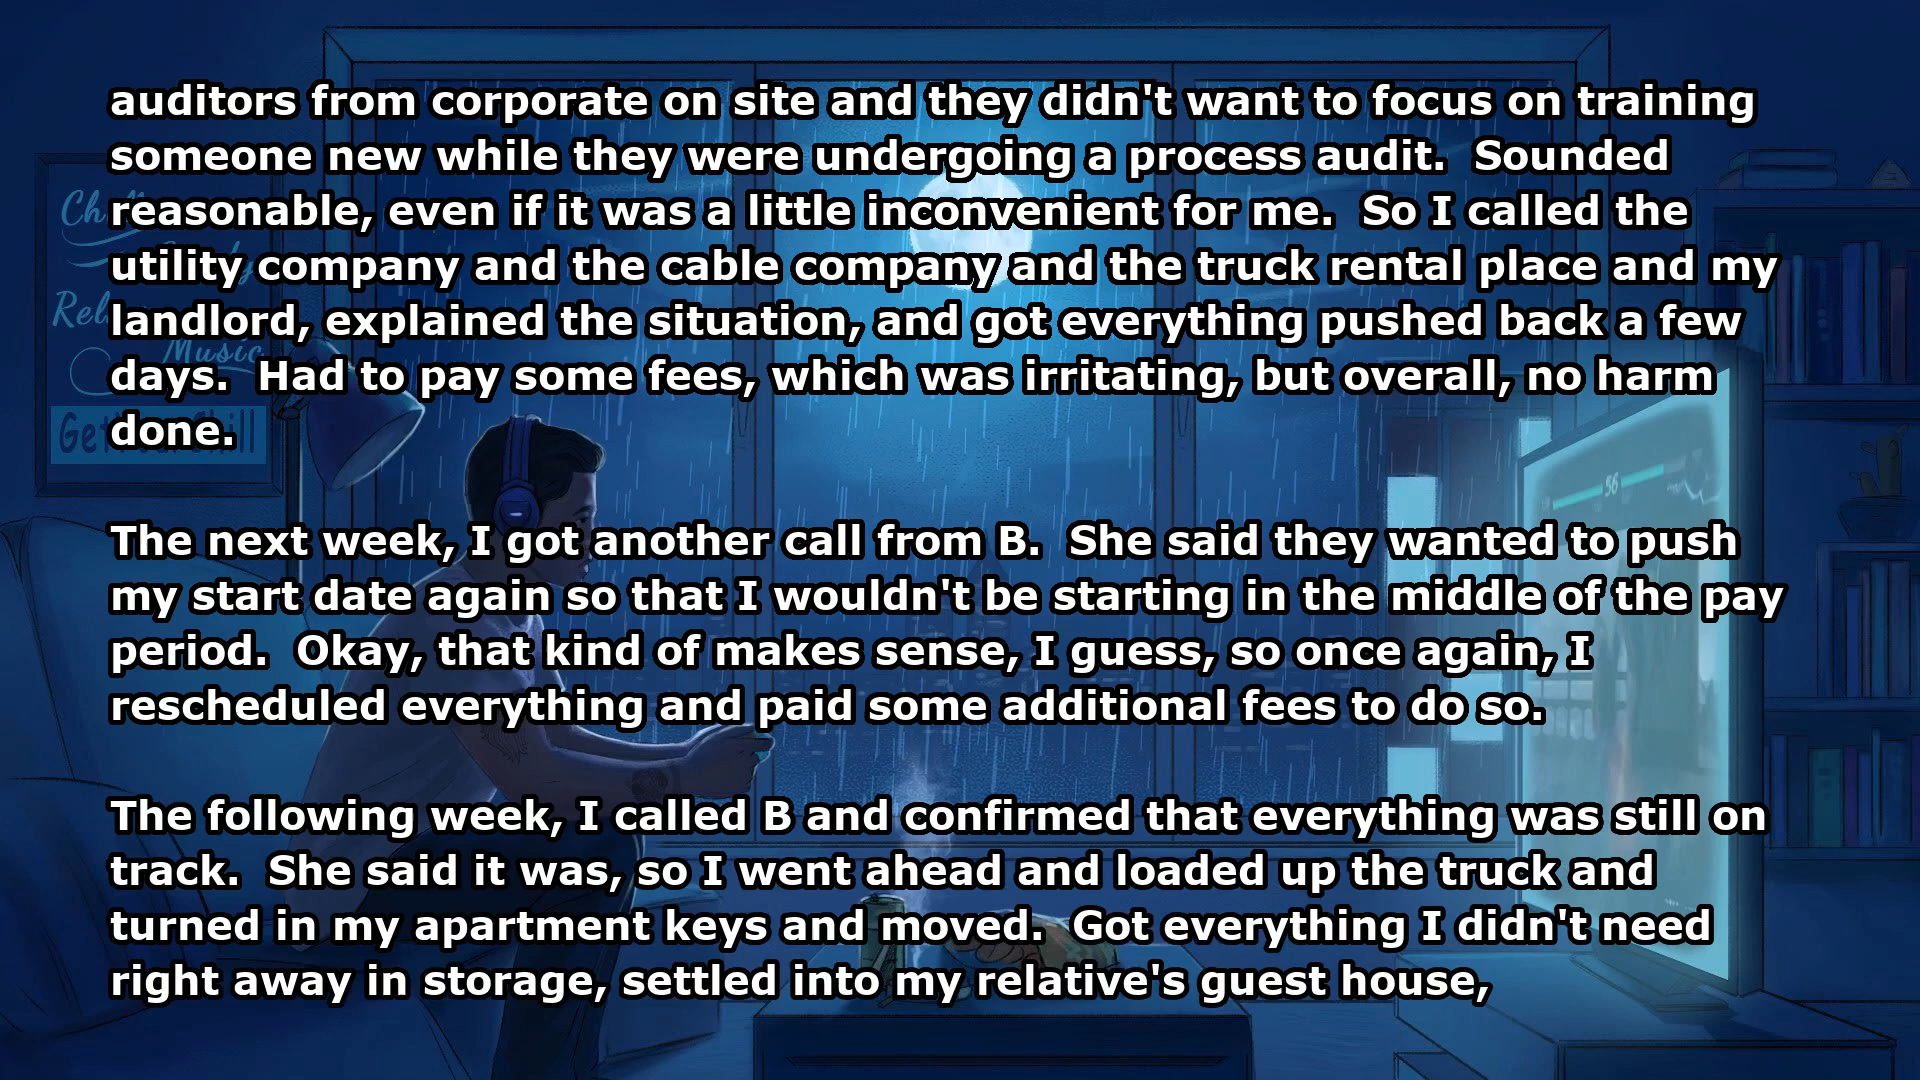 auditors from corporate on site and they didn't want to focus on training
someone new while they were undergoing a process audit.  Sounded
reasonable, even if it was a little inconvenient for me.  So I called the
utility company and the cable company and the truck rental place and my
landlord, explained the situation, and got everything pushed back a few
days.  Had to pay some fees, which was irritating, but overall, no harm
done.
The next week, I got another call from B.  She said they wanted to push
my start date again so that I wouldn't be starting in the middle of the pay
period.  Okay, that kind of makes sense, I guess, so once again, I
rescheduled everything and paid some additional fees to do so.
The following week, I called B and confirmed that everything was still on
track.  She said it was, so I went ahead and loaded up the truck and
turned in my apartment keys and moved.  Got everything I didn't need
right away in storage, settled into my relative's guest house,
Music
56